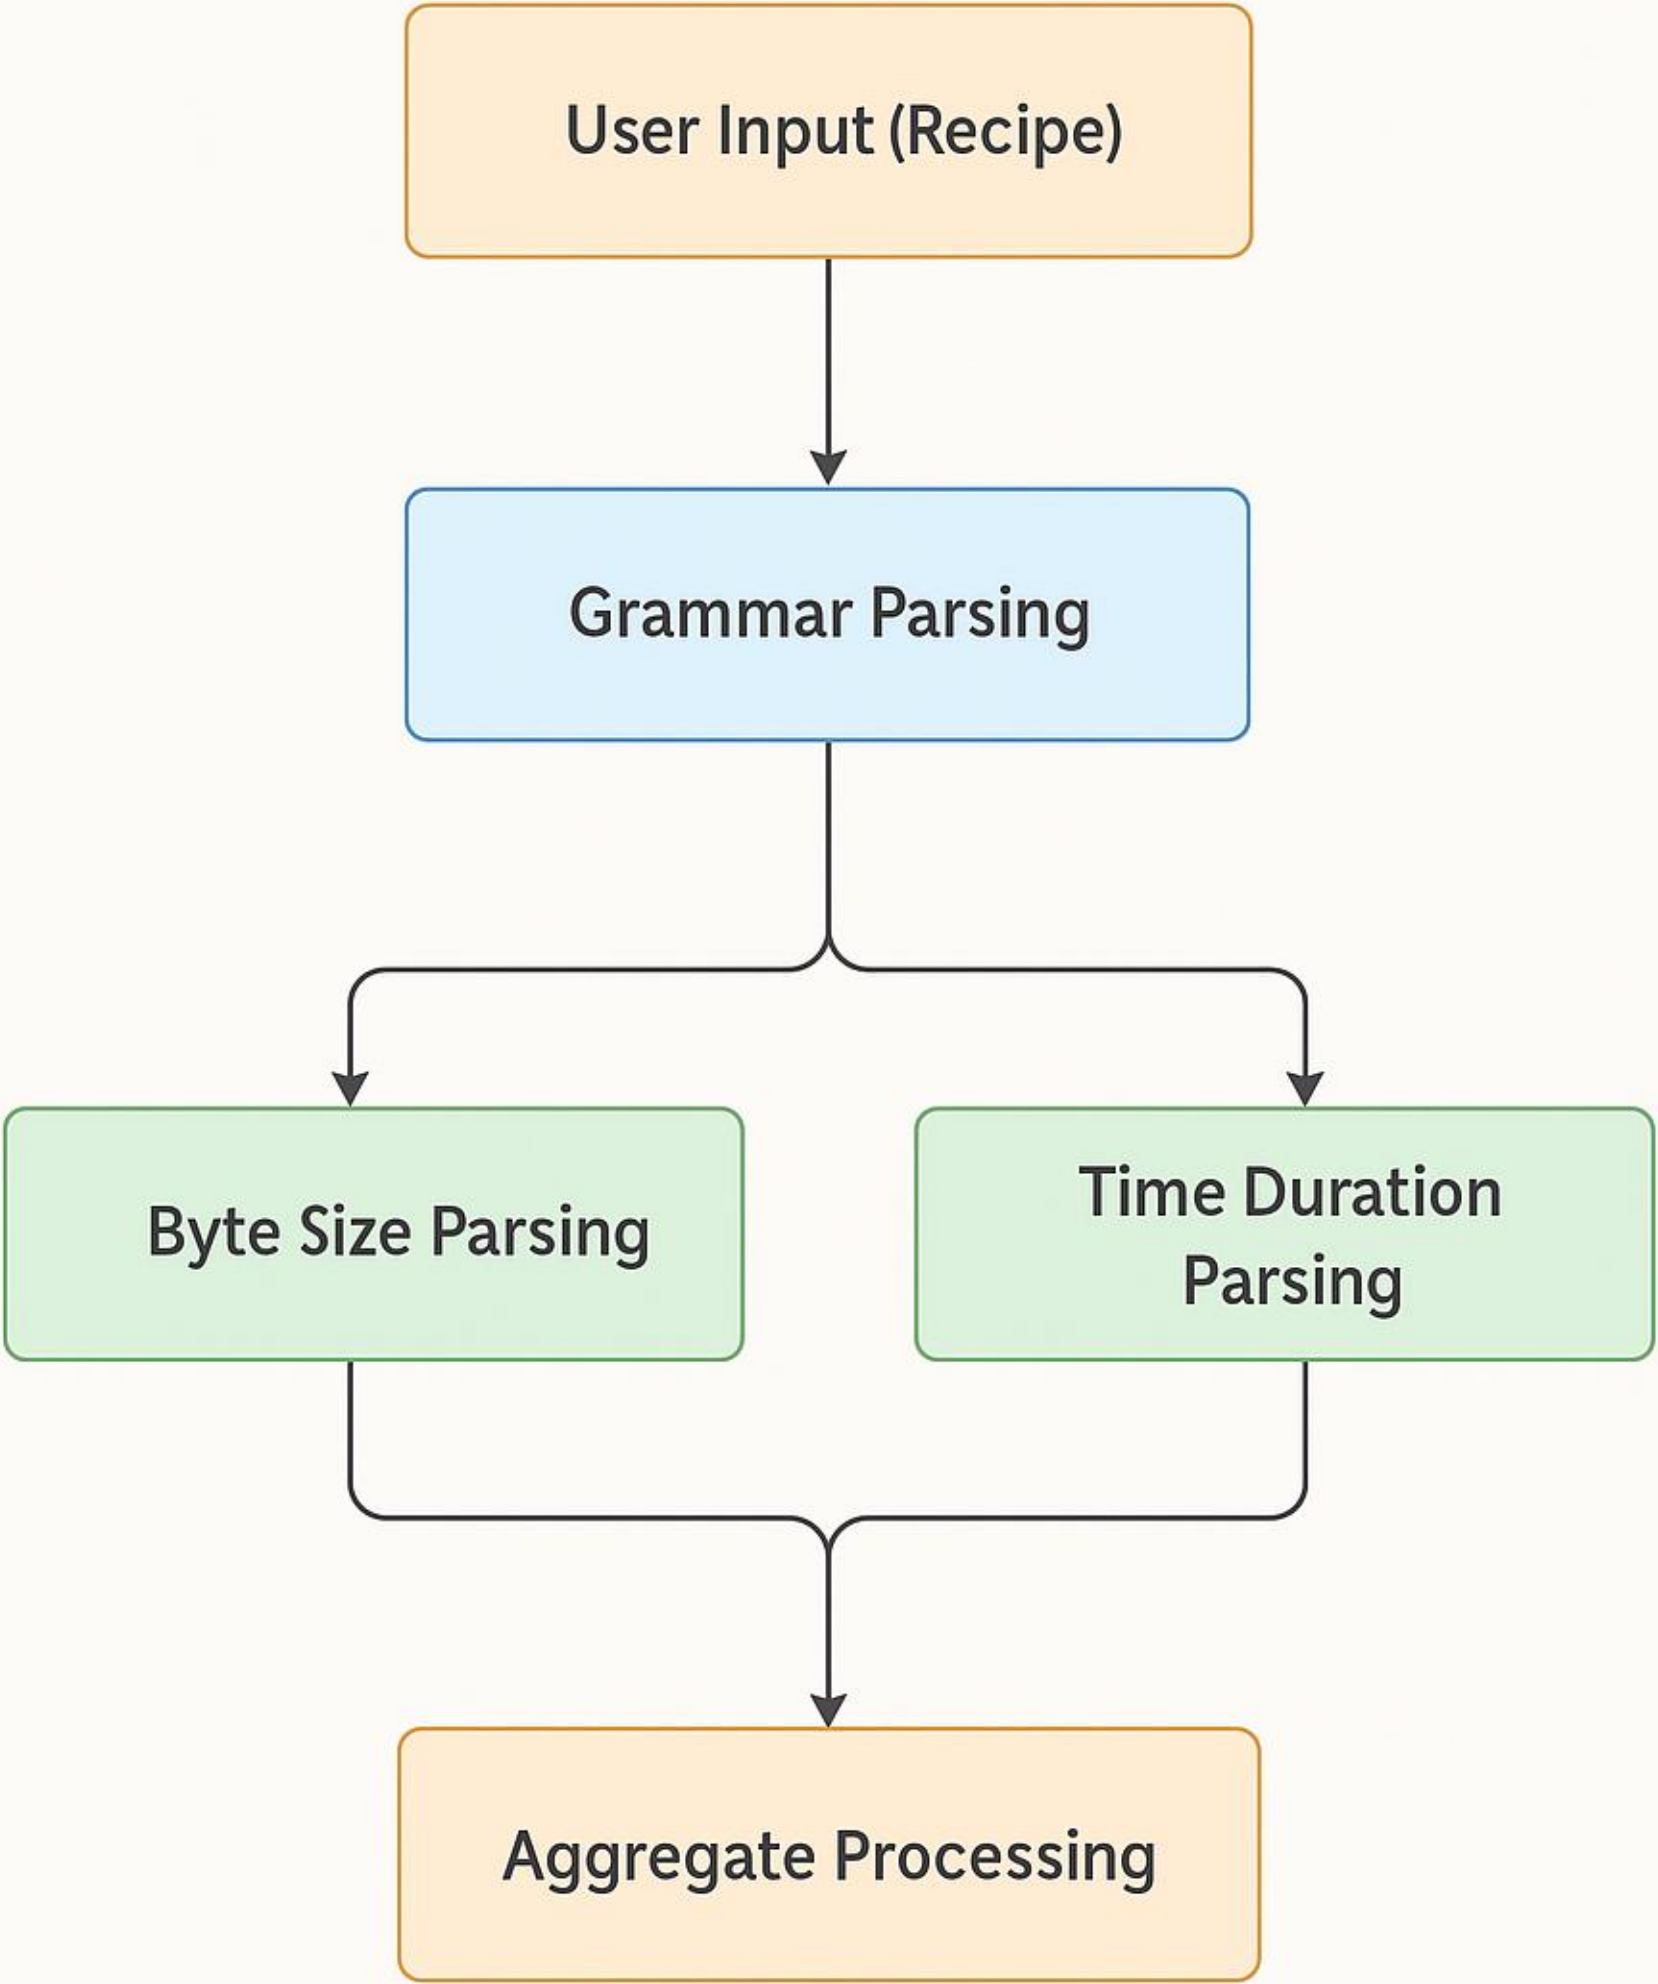 User Input (Recipe)
Grammar Parsing
Byte Size Parsing
Time Duration
Parsing
Aggregate Processing